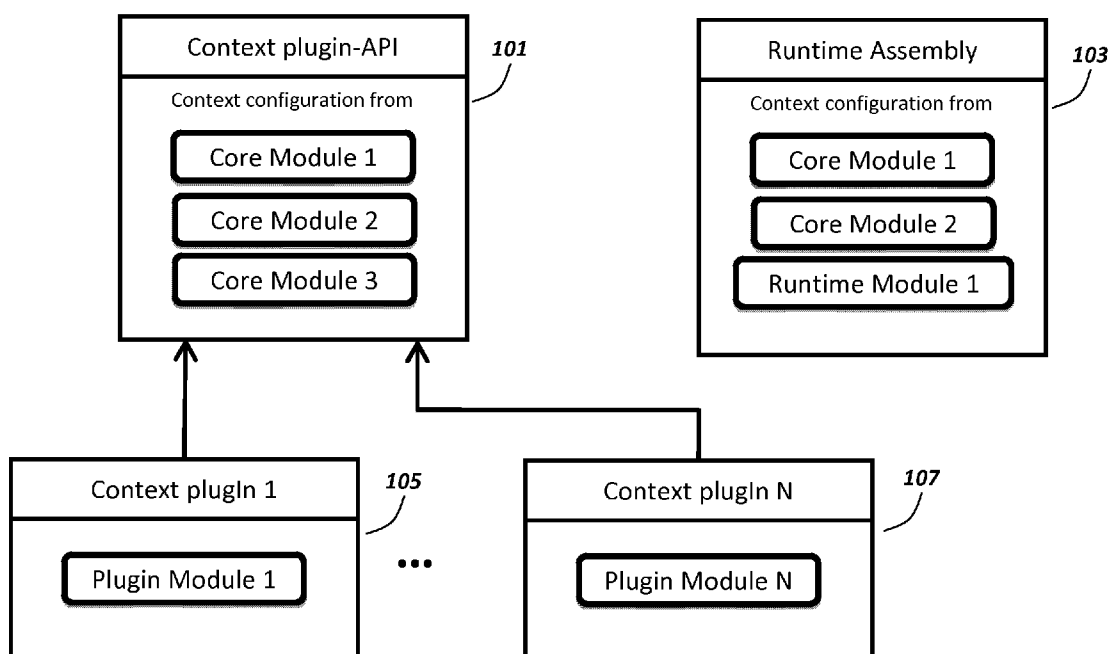 Context plugin-API
101
Context configuration from
Core Module 1
Core Module 2
Core Module 3
Runtime Assembly
103
Context configuration from
Core Module 1
Core Module 2
Runtime Module 1
Context plugIn 1
105
Plugin Module 1
...
Context plugIn N
107
Plugin Module N